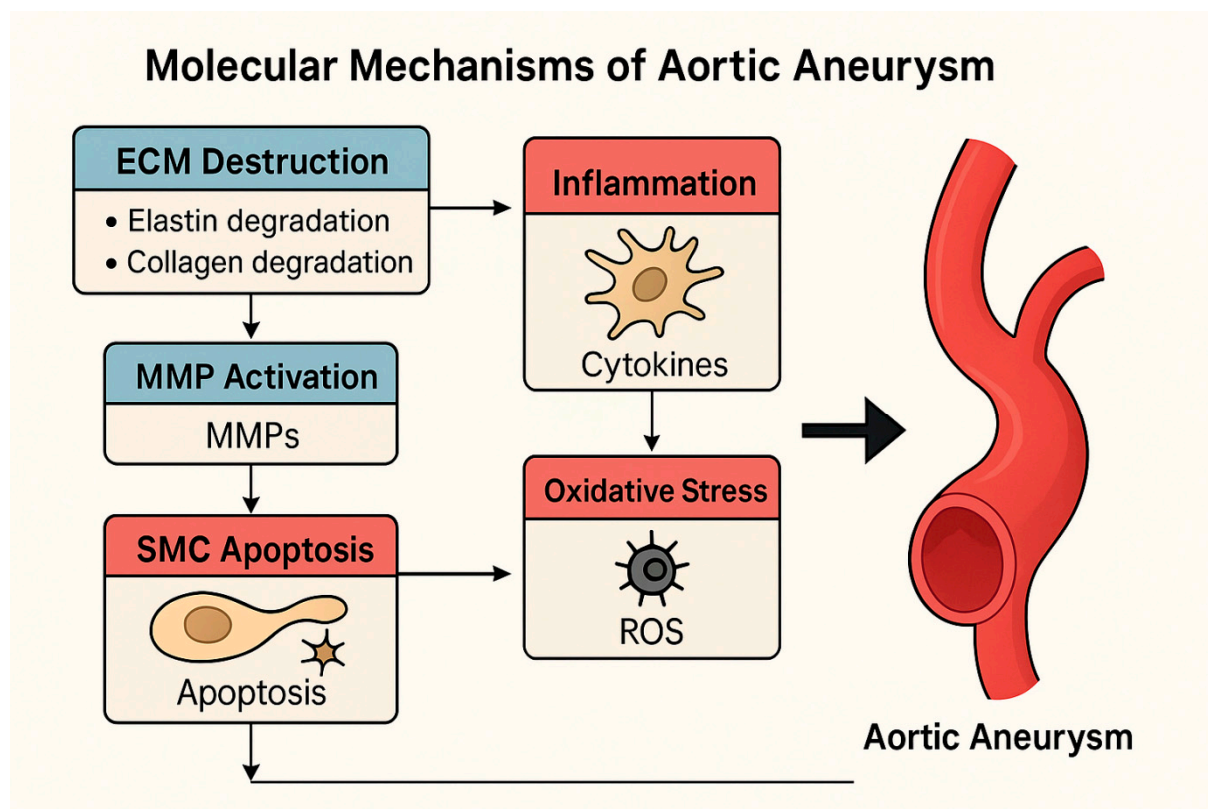 Molecular Mechanisms of Aortic Aneurysm
ECM Destruction
• Elastin degradation
• Collagen degradation
MMP Activation
MMPs
SMC Apoptosis
Apoptosis
Inflammation
Cytokines
Oxidative Stress
ROS
Aortic Aneurysm